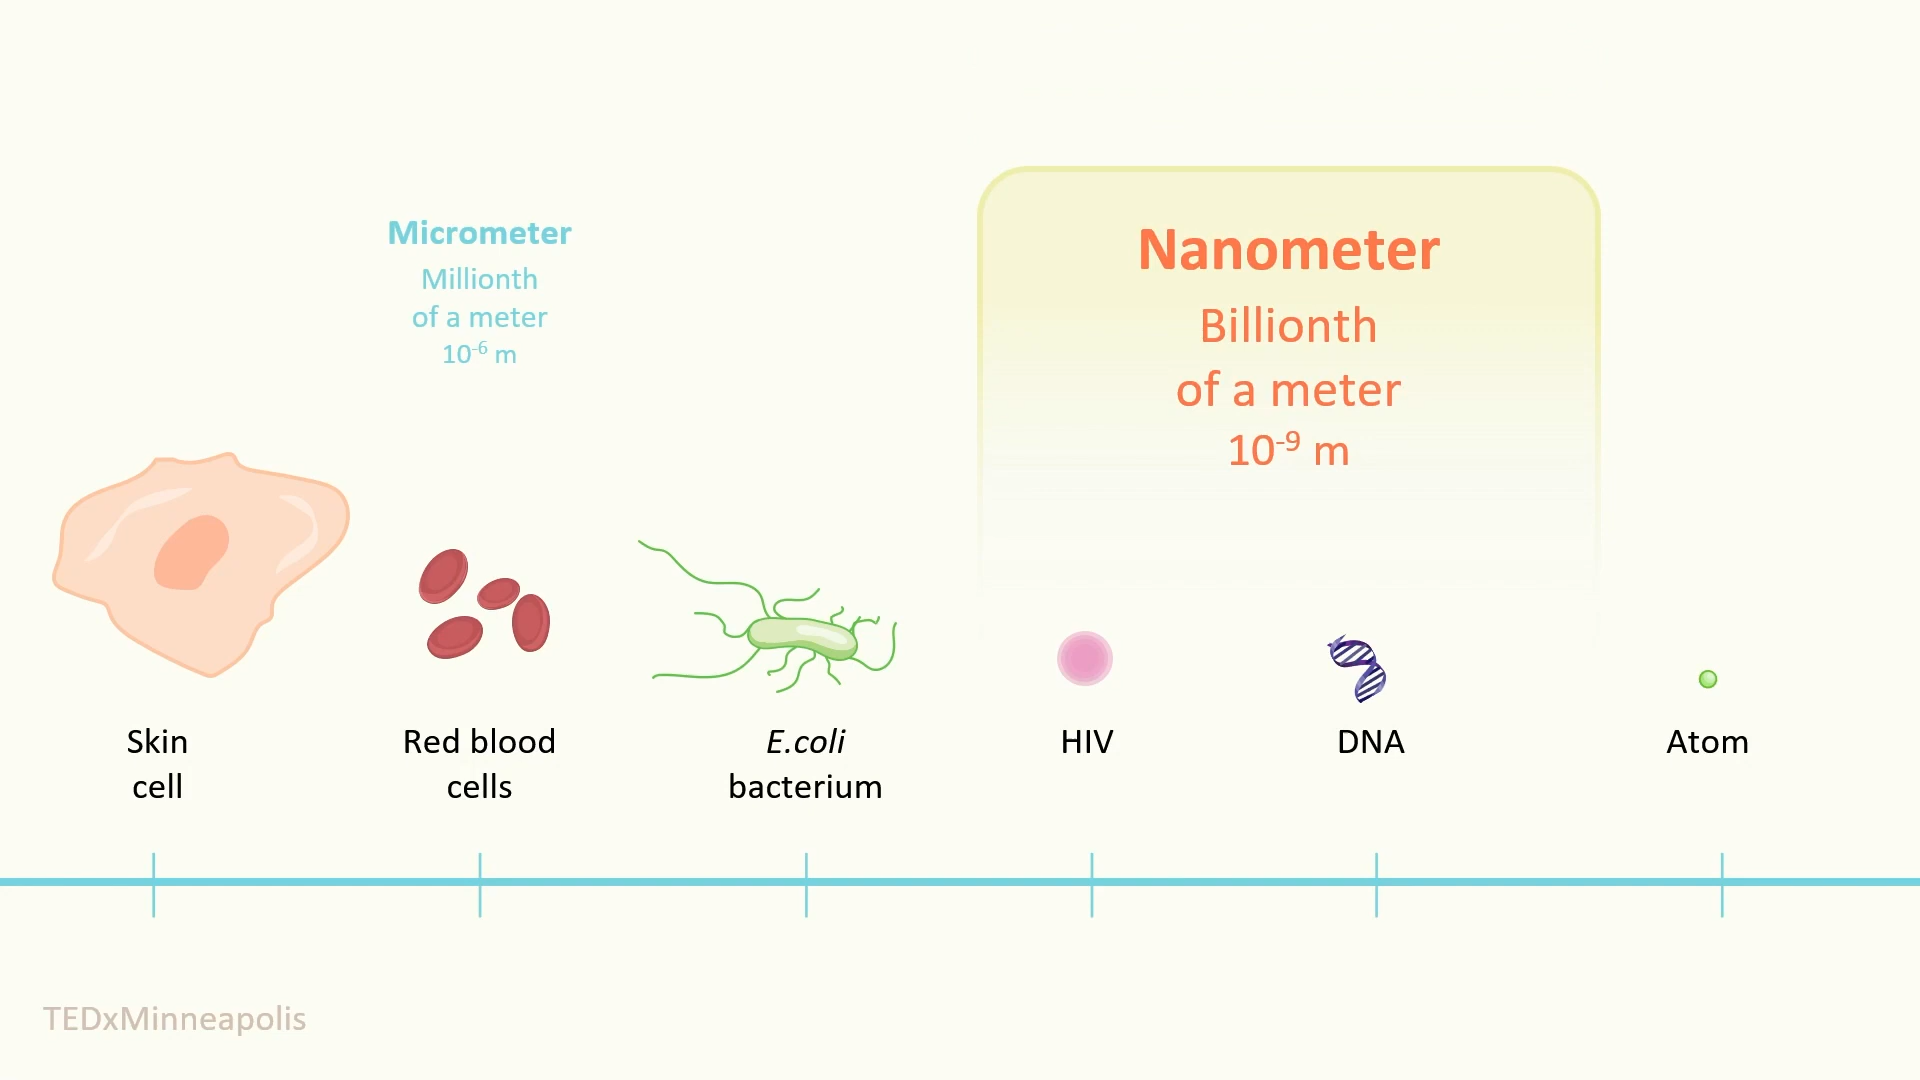 Micrometer
Millionth
of a meter
10⁻⁶ m
Nanometer
Billionth
of a meter
10⁻⁹ m
Skin
cell
Red blood
cells
E.coli
bacterium
HIV
DNA
Atom
TEDxMinneapolis